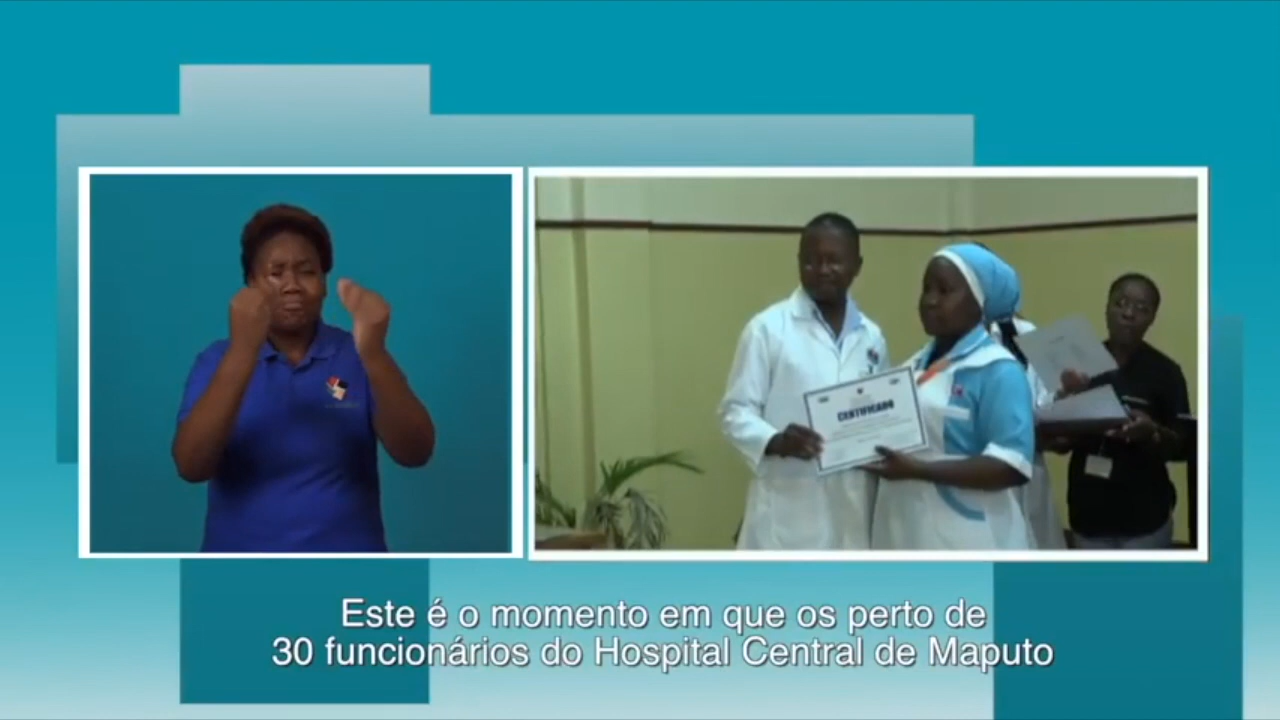 CERTIFICADO
Este é o momento em que os perto de
30 funcionários do Hospital Central de Maputo